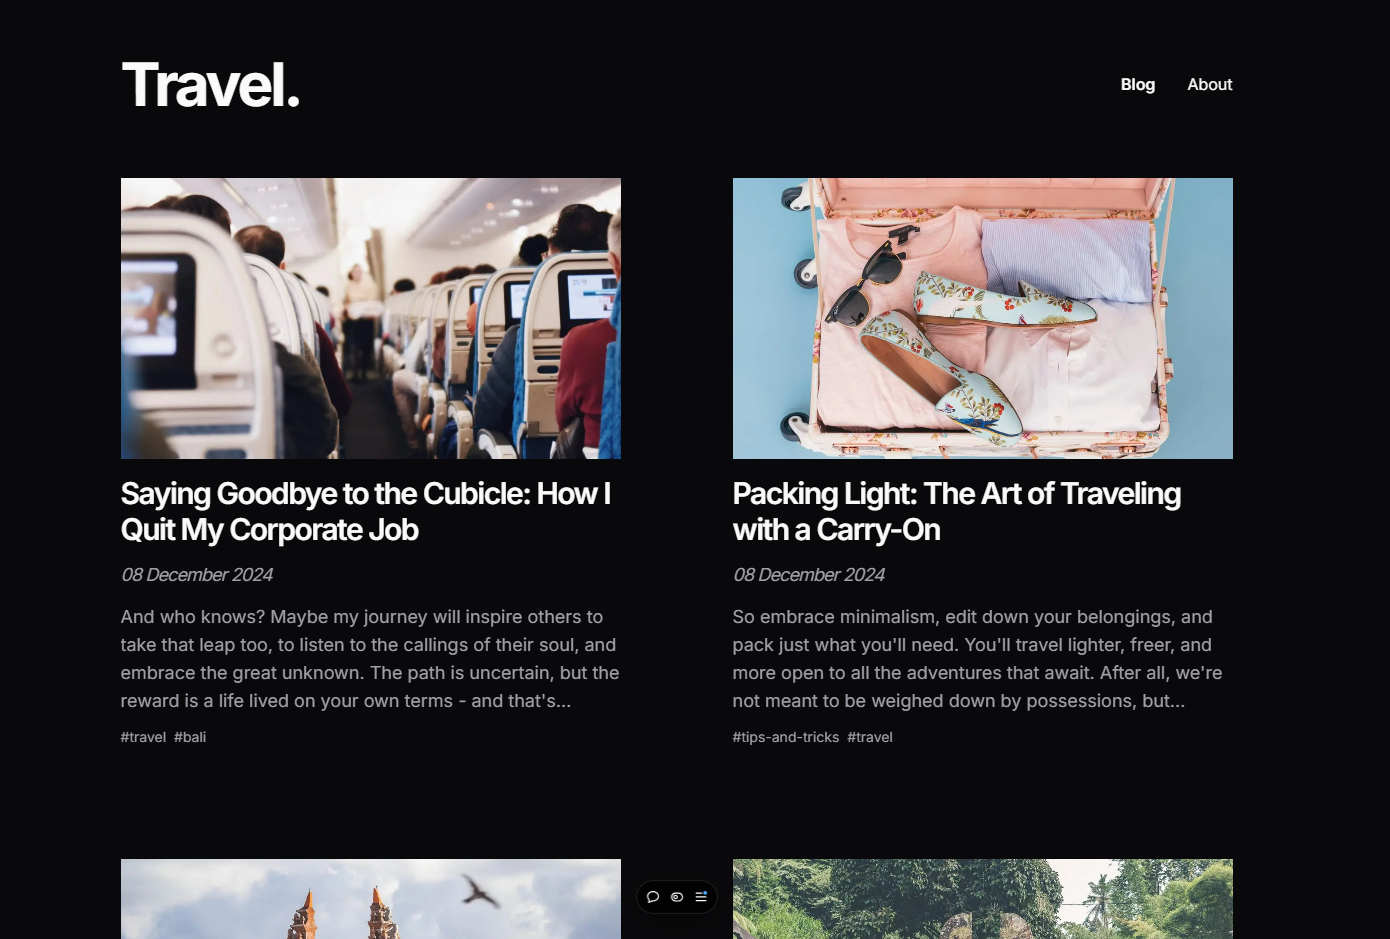 Travel.
Blog About
Saying Goodbye to the Cubicle: How I
Quit My Corporate Job
08 December 2024
And who knows? Maybe my journey will inspire others to
take that leap too, to listen to the callings of their soul, and
embrace the great unknown. The path is uncertain, but the
reward is a life lived on your own terms - and that's...
#travel #bali
Packing Light: The Art of Traveling
with a Carry-On
08 December 2024
So embrace minimalism, edit down your belongings, and
pack just what you'll need. You'll travel lighter, freer, and
more open to all the adventures that await. After all, we're
not meant to be weighed down by possessions, but...
#tips-and-tricks #travel